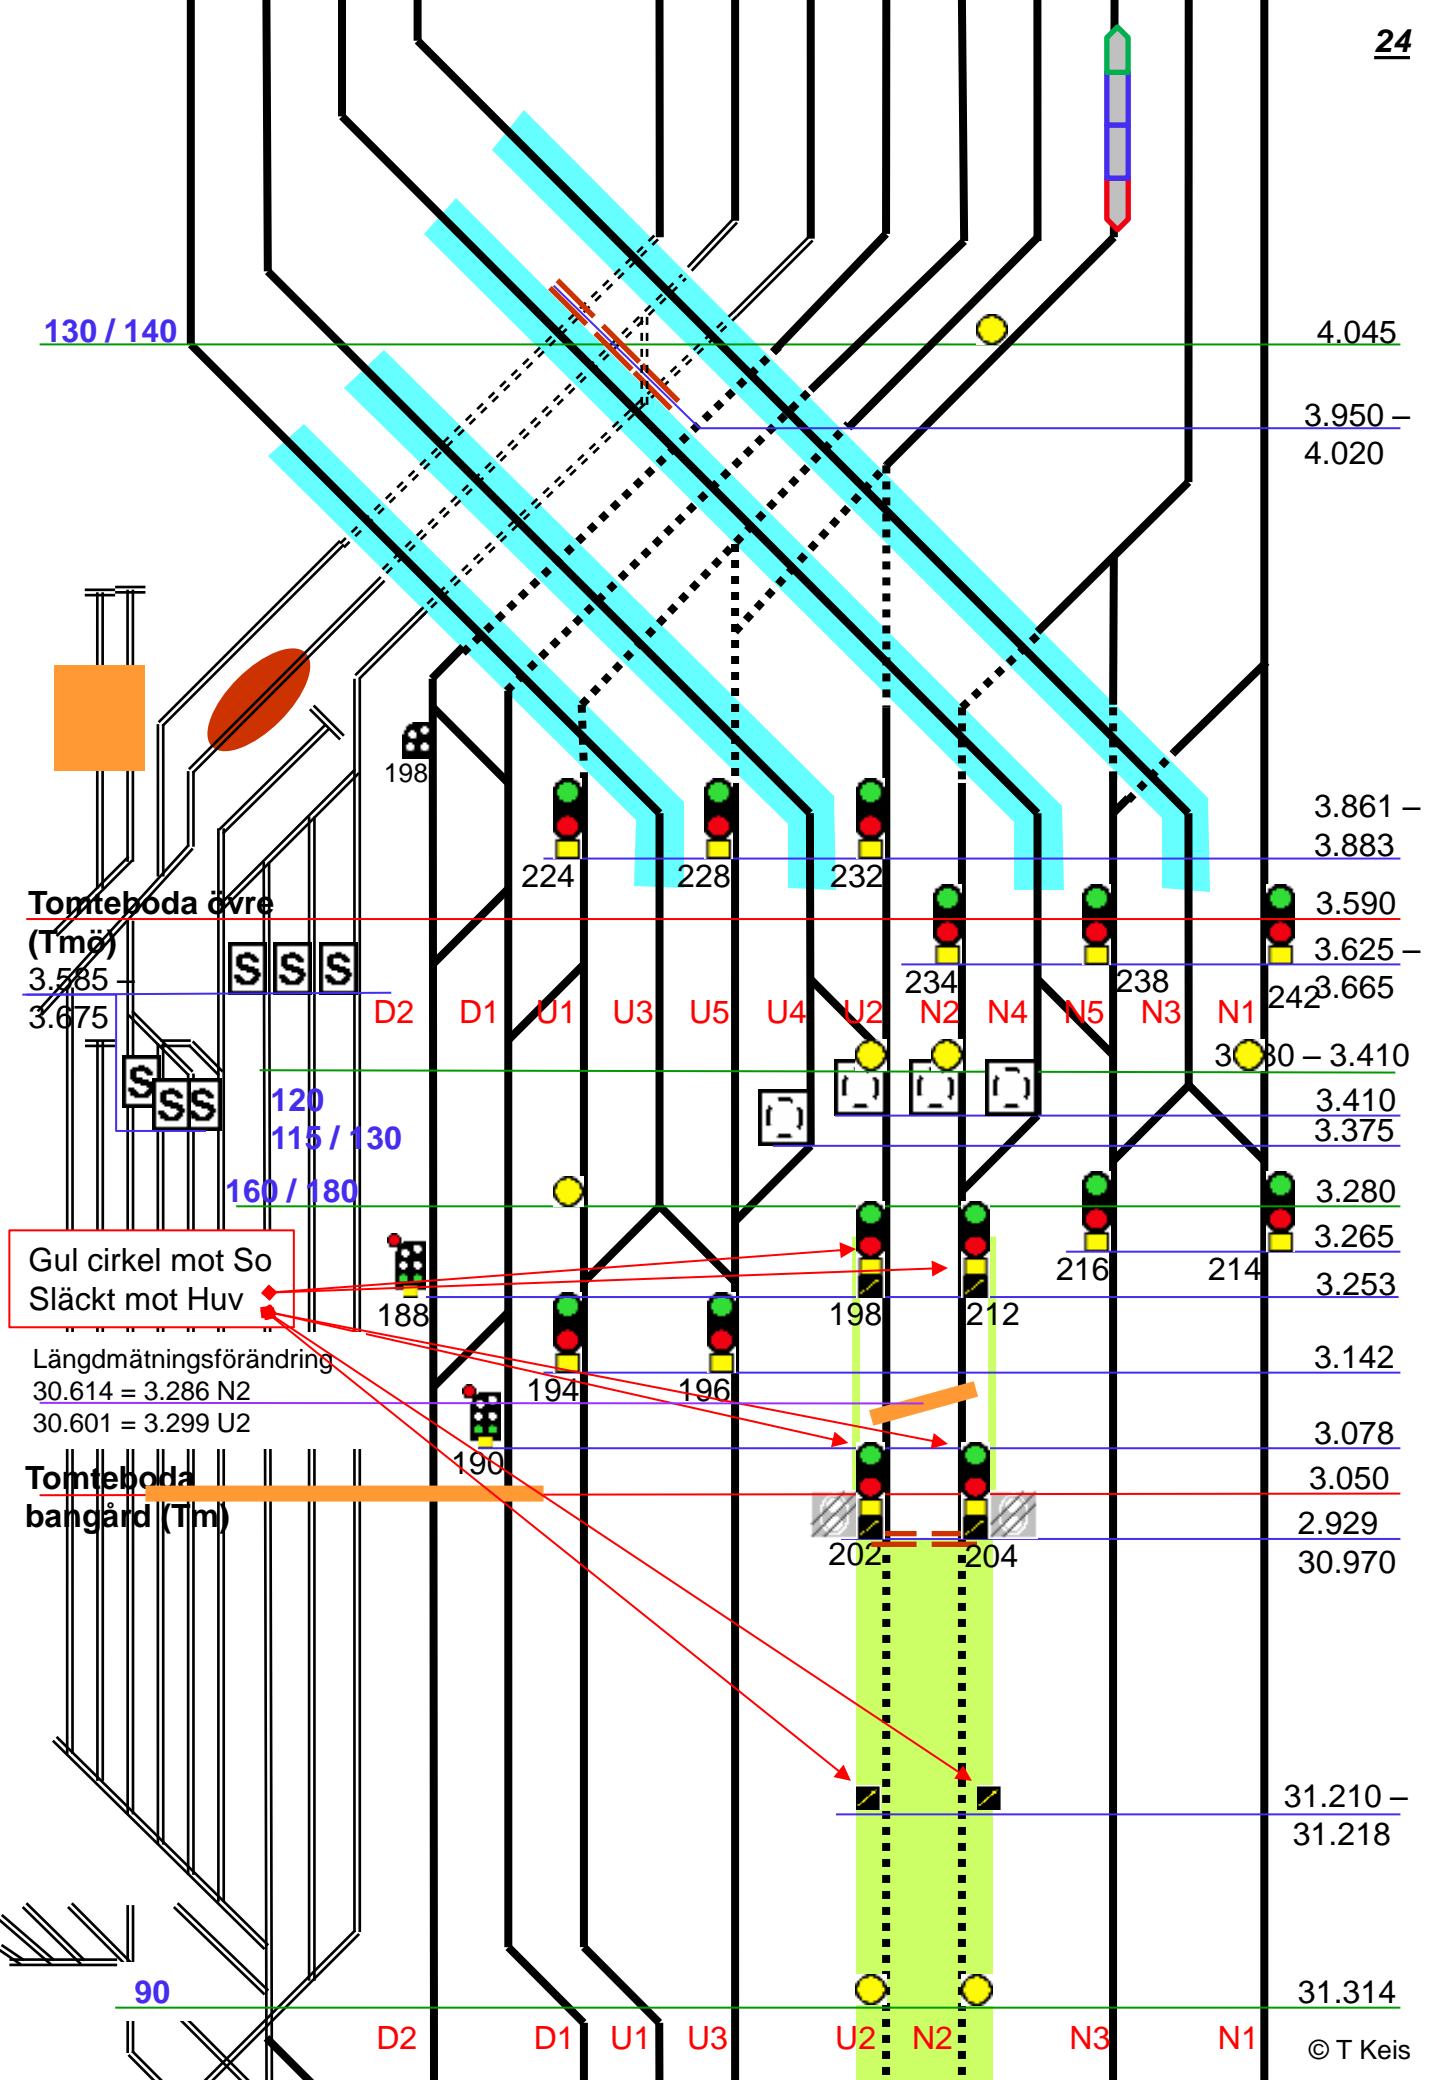 24
130 / 140
4.045
3.950 –
4.020
198
3.861 –
3.883
224
228
232
Tomteboda övre
(Tmö)
3.590
3.585 –
3.675
S S S
234
238
242
3.625 –
3.665
D2 D1 U1 U3 U5 U4 U2 N2 N4 N5 N3 N1
80 – 3.410
S
S S
120
115 / 130
3.410
3.375
160 / 180
3.280
Gul cirkel mot So
Släckt mot Huv
216
214
3.265
188
198
212
3.253
Längdmätningsförändring
30.614 = 3.286 N2
30.601 = 3.299 U2
194
196
3.142
190
3.078
Tomteboda
bangård (Tm)
3.050
202
204
2.929
30.970
31.210 –
31.218
90
31.314
D2 D1 U1 U3 U2 N2 N3 N1
© T Keis